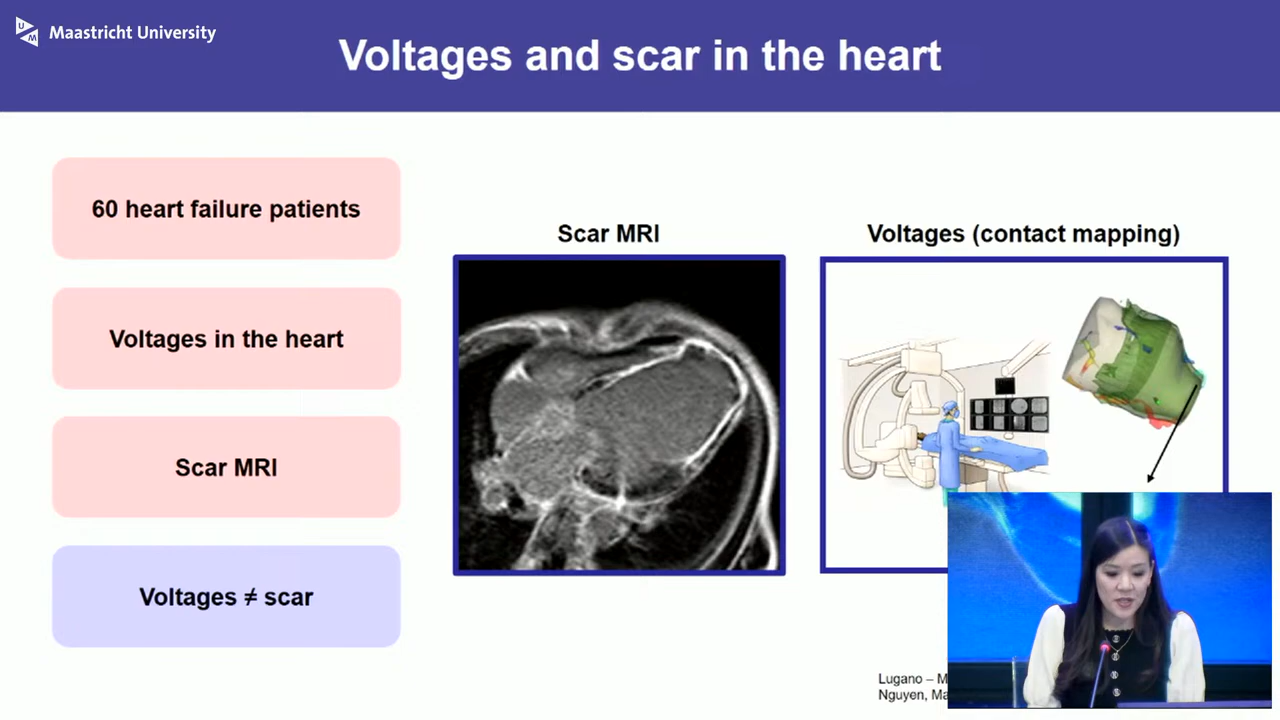 Maastricht University
Voltages and scar in the heart
60 heart failure patients
Voltages in the heart
Scar MRI
Voltages ≠ scar
Scar MRI
Voltages (contact mapping)
Lugano –
Nguyen,